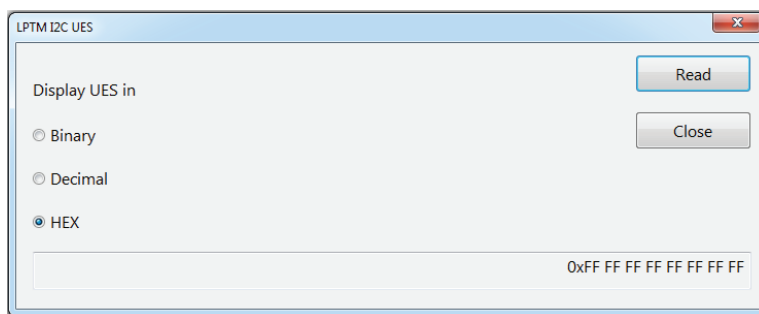 LPTM I2C UES
Read
Display UES in
Binary
Close
Decimal
HEX
0xFF FF FF FF FF FF FF FF